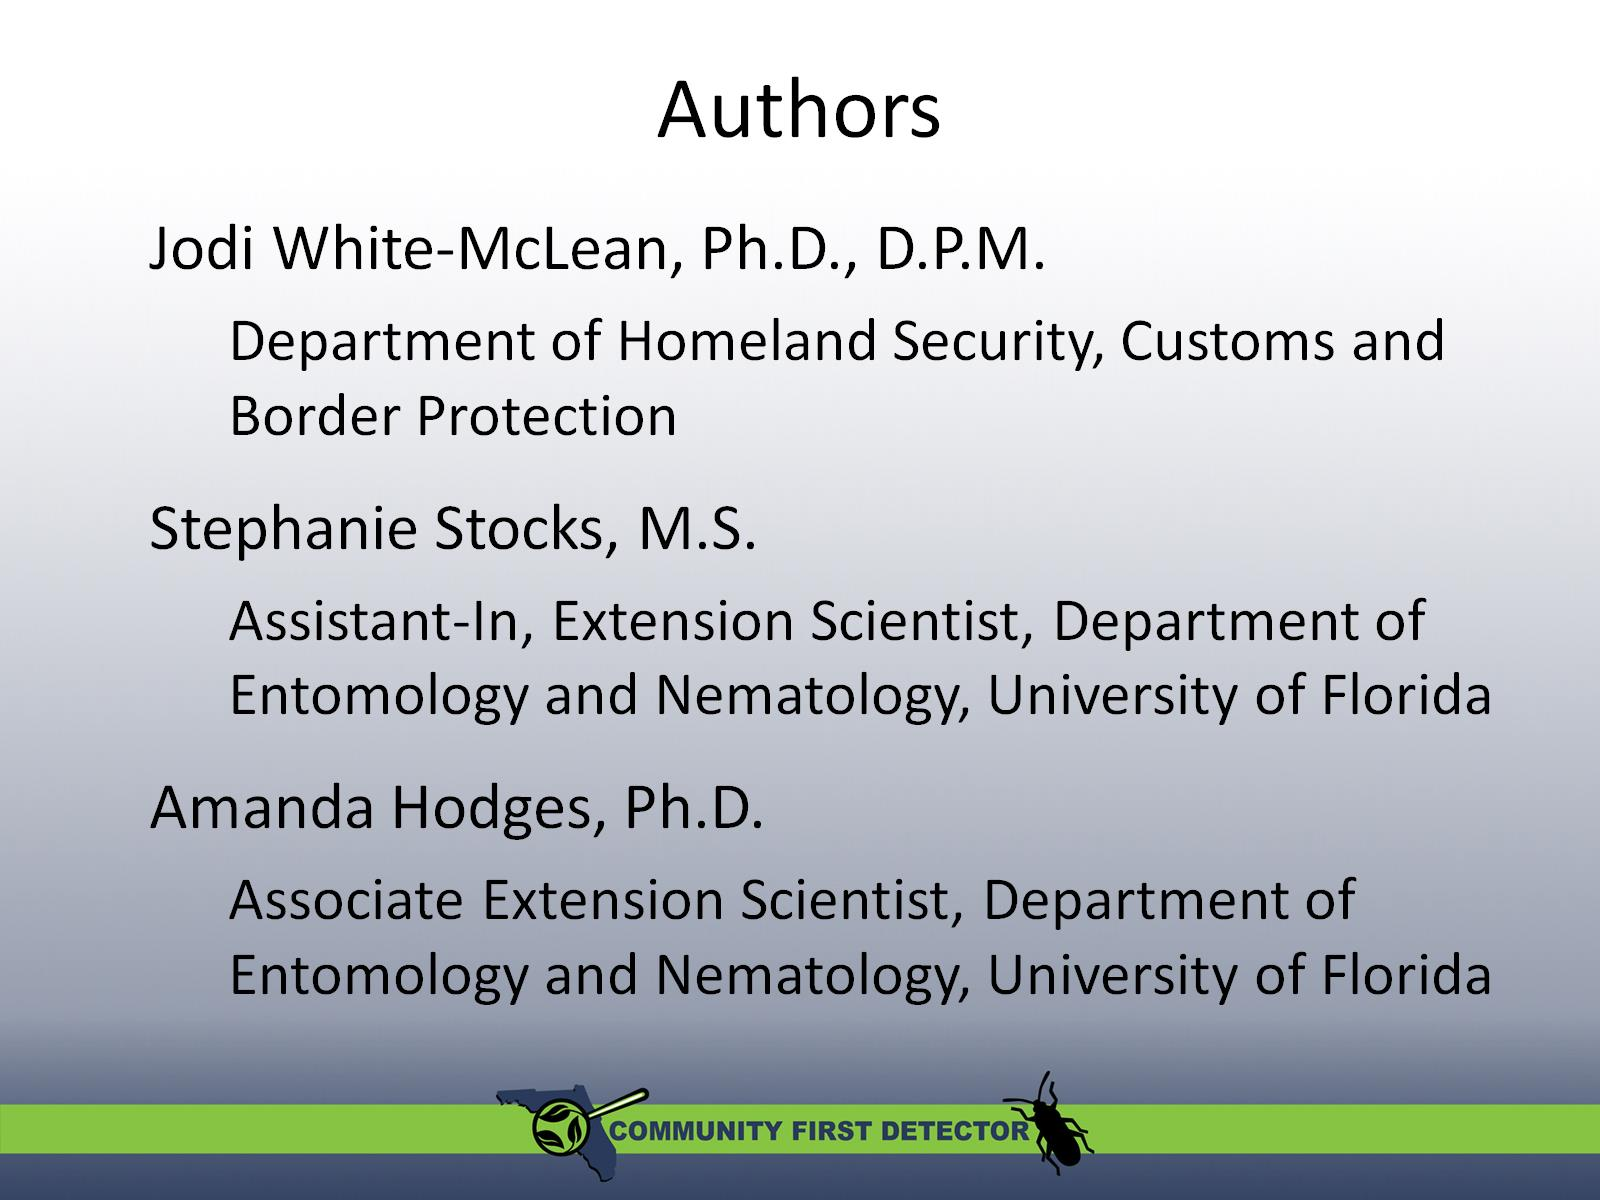 Authors
Jodi White-McLean, Ph.D., D.P.M.
Department of Homeland Security, Customs and
Border Protection
Stephanie Stocks, M.S.
Assistant-In, Extension Scientist, Department of
Entomology and Nematology, University of Florida
Amanda Hodges, Ph.D.
Associate Extension Scientist, Department of
Entomology and Nematology, University of Florida
COMMUNITY FIRST DETECTOR